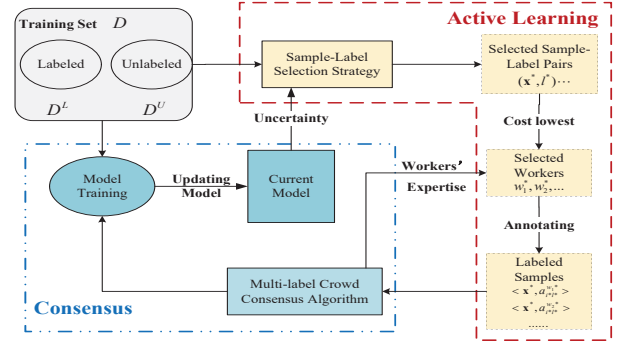 Training Set D
Labeled
Unlabeled
D^L
D^U
Active Learning
Sample-Label
Selection Strategy
Selected Sample-
Label Pairs
(x*, l*)···
Uncertainty
Cost lowest
Model
Training
Updating
Model
Current
Model
Workers’
Expertise
Selected
Workers
w₁*, w₂*,...
Annotating
Multi-label Crowd
Consensus Algorithm
Consensus
Labeled
Samples
......